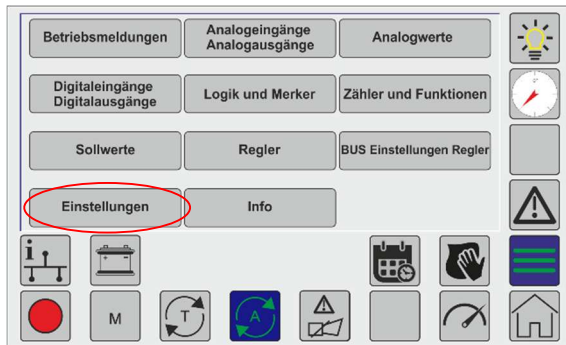 Betriebsmeldungen
Analogeingänge
Analogausgänge
Analogwerte
Digitaleingänge
Digitalausgänge
Logik und Merker
Zähler und Funktionen
Sollwerte
Regler
BUS Einstellungen Regler
Einstellungen
Info
i
M
T
A